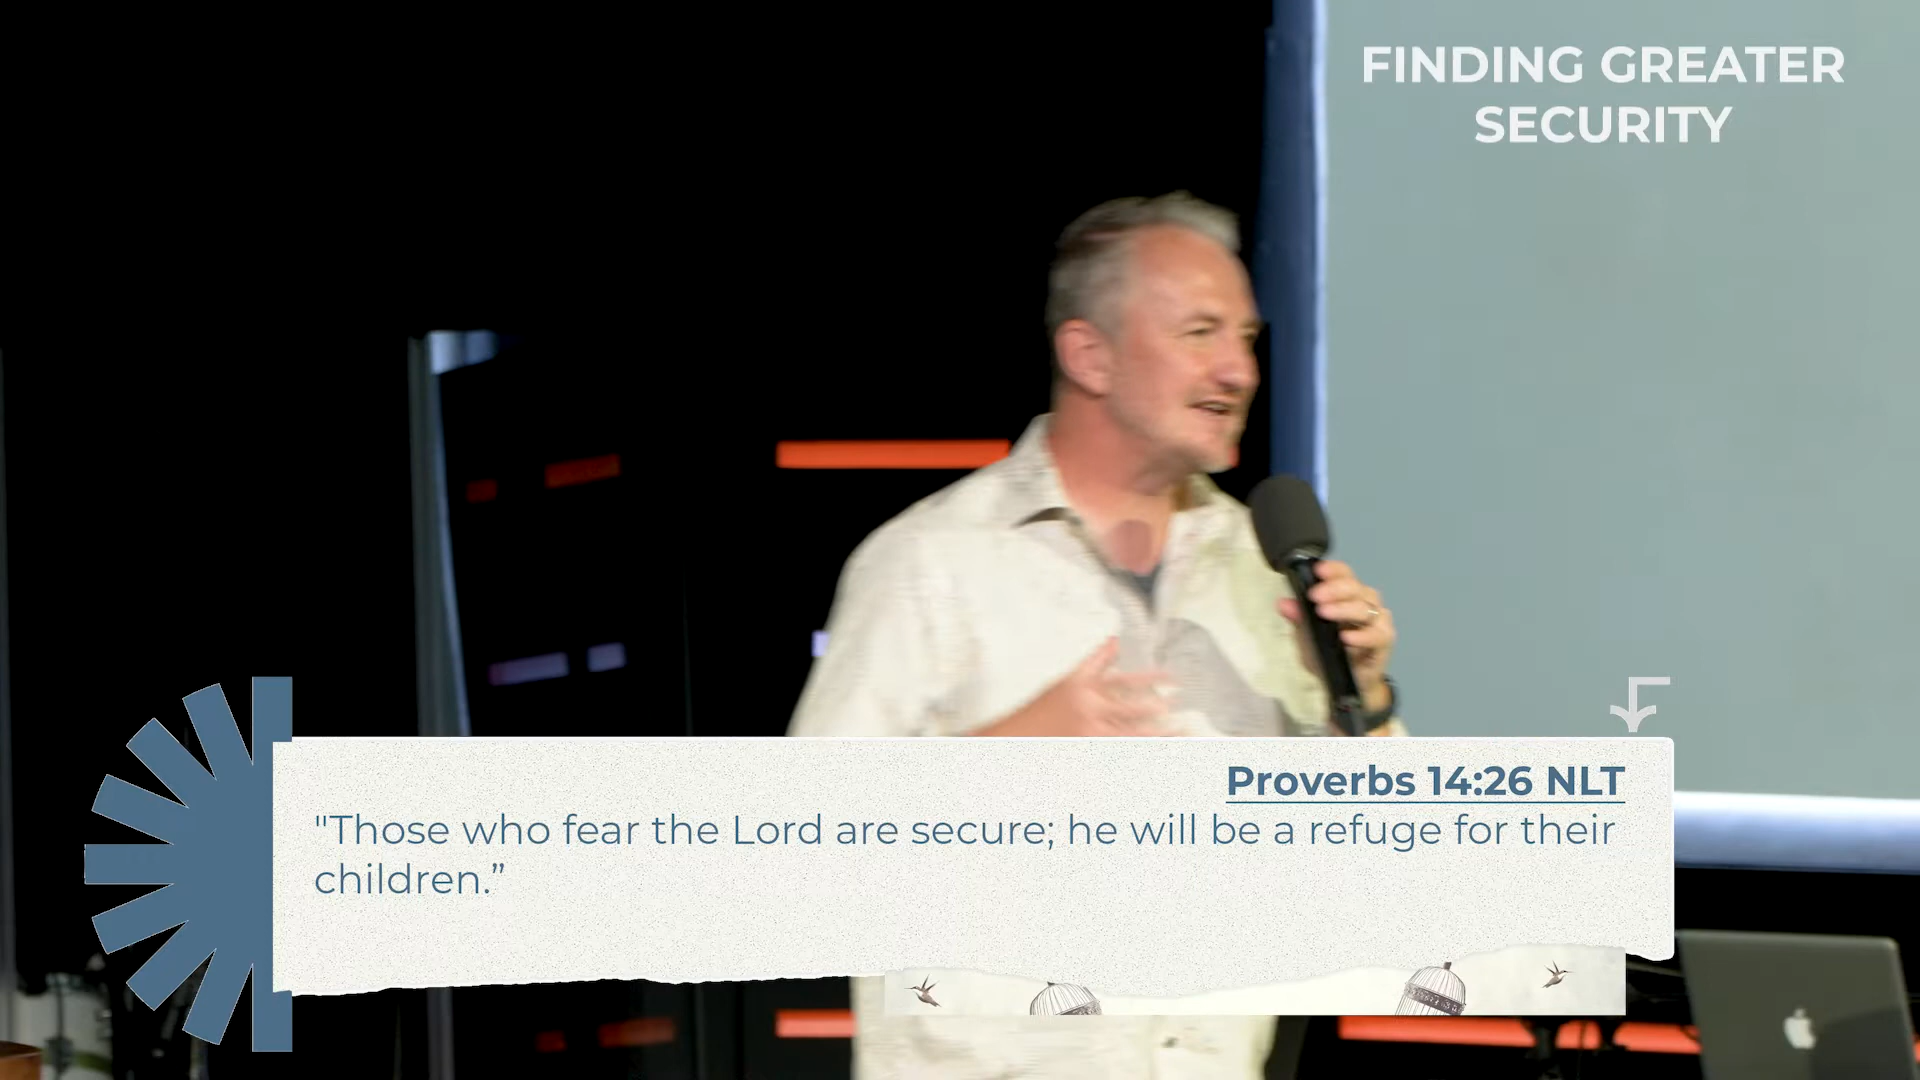 FINDING GREATER
SECURITY
Proverbs 14:26 NLT
"Those who fear the Lord are secure; he will be a refuge for their
children.”